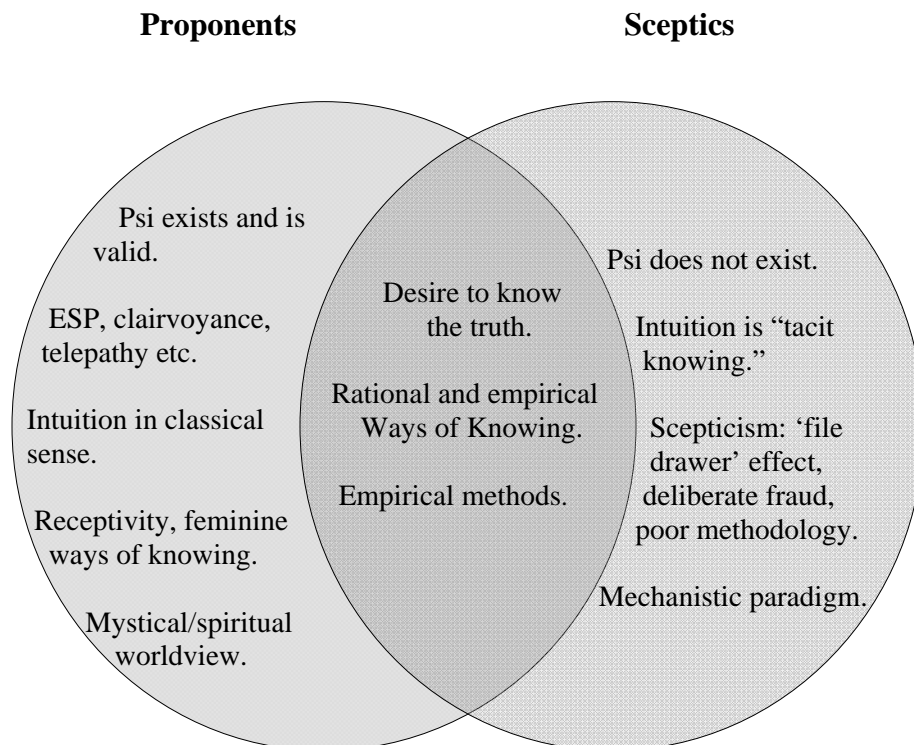 Proponents
Sceptics
Psi exists and is
valid.
ESP, clairvoyance,
telepathy etc.
Intuition in classical
sense.
Receptivity, feminine
ways of knowing.
Mystical/spiritual
worldview.
Desire to know
the truth.
Rational and empirical
Ways of Knowing.
Empirical methods.
Psi does not exist.
Intuition is “tacit
knowing.”
Scepticism: ‘file
drawer’ effect,
deliberate fraud,
poor methodology.
Mechanistic paradigm.